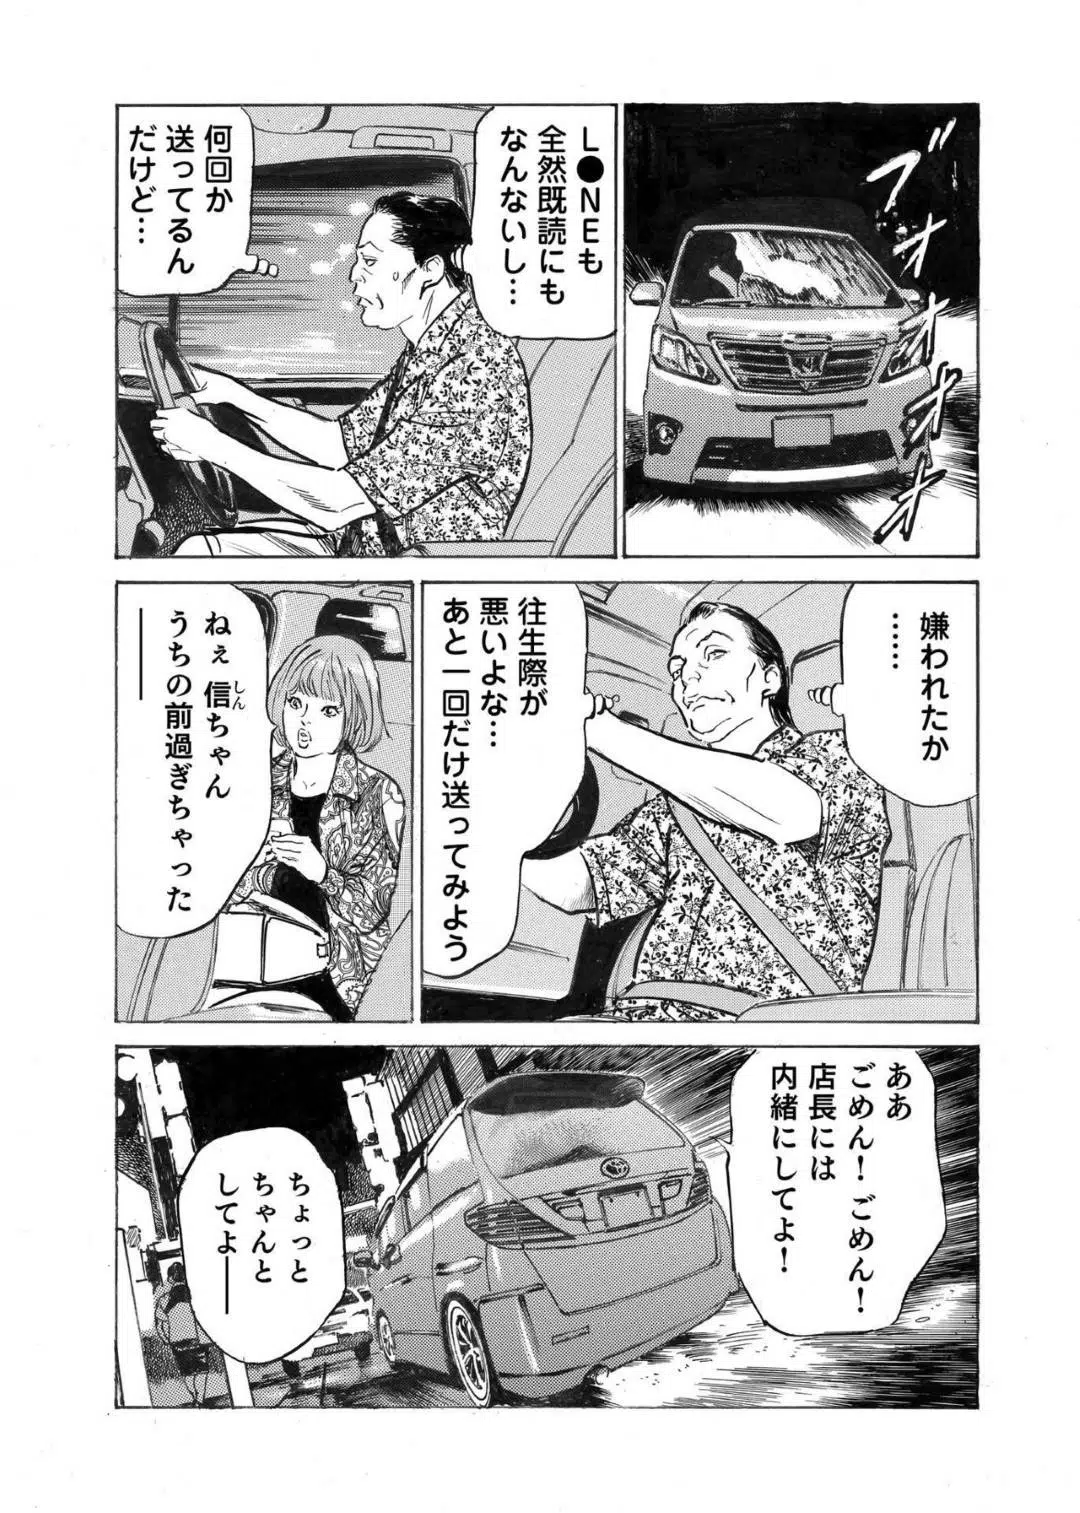 ブオオオオ
L●NEも
全然既読にも
なんないし…
何回か
送ってるん
だけど…
嫌われたか
……
往生際が
悪いよな…
あと一回だけ送ってみよう
ねぇ信ちゃん
しん
うちの前過ぎちゃった
――
ああ
ごめん！ごめん！
店長には
内緒にしてよ！
ちょっと
ちゃんと
してよ――